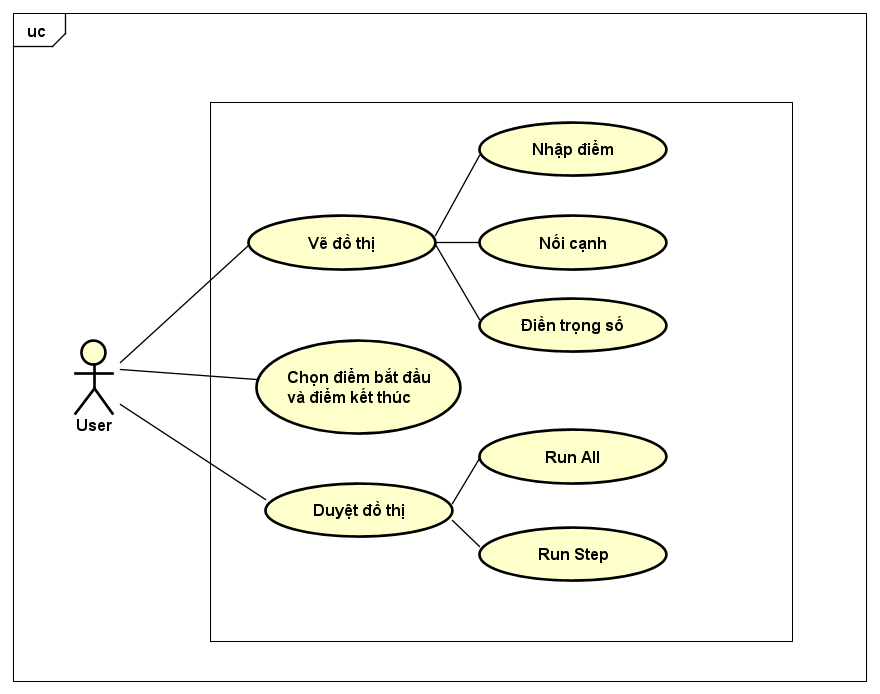 uc
Nhập điểm
Vẽ đồ thị
Nối cạnh
Điền trọng số
Chọn điểm bắt đầu
và điểm kết thúc
User
Run All
Duyệt đồ thị
Run Step